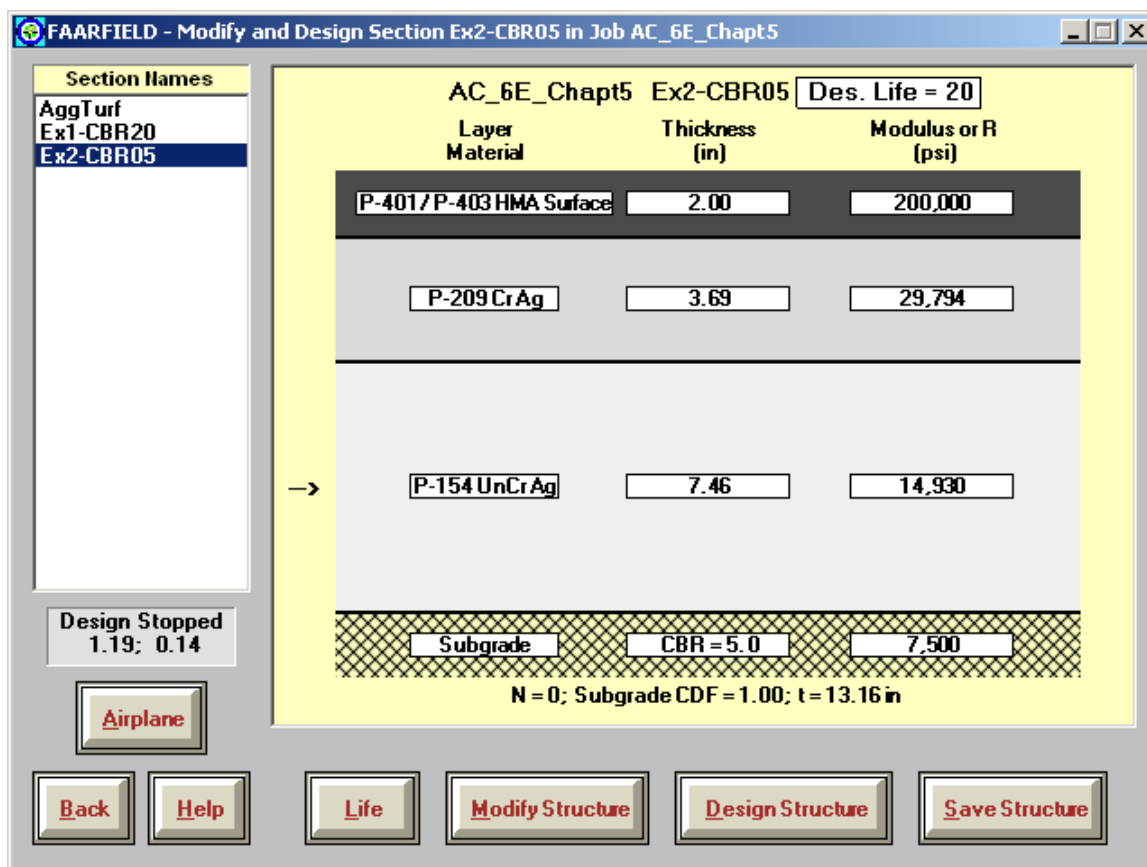 FAARFIELD - Modify and Design Section Ex2-CBR05 in Job AC_6E_Chapt5
Section Names
AggTurf
Ex1-CBR20
Ex2-CBR05
AC_6E_Chapt5 Ex2-CBR05 Des. Life = 20
Layer Material Thickness (in) Modulus or R (psi)
P-401/ P-403 HMA Surface 2.00 200,000
P-209 CrAg 3.69 29,794
--> P-154 UnCrAg 7.46 14,930
Subgrade CBR = 5.0 7,500
N = 0; Subgrade CDF = 1.00; t = 13.16 in
Design Stopped
1.19; 0.14
Airplane
Back Help Life Modify Structure Design Structure Save Structure